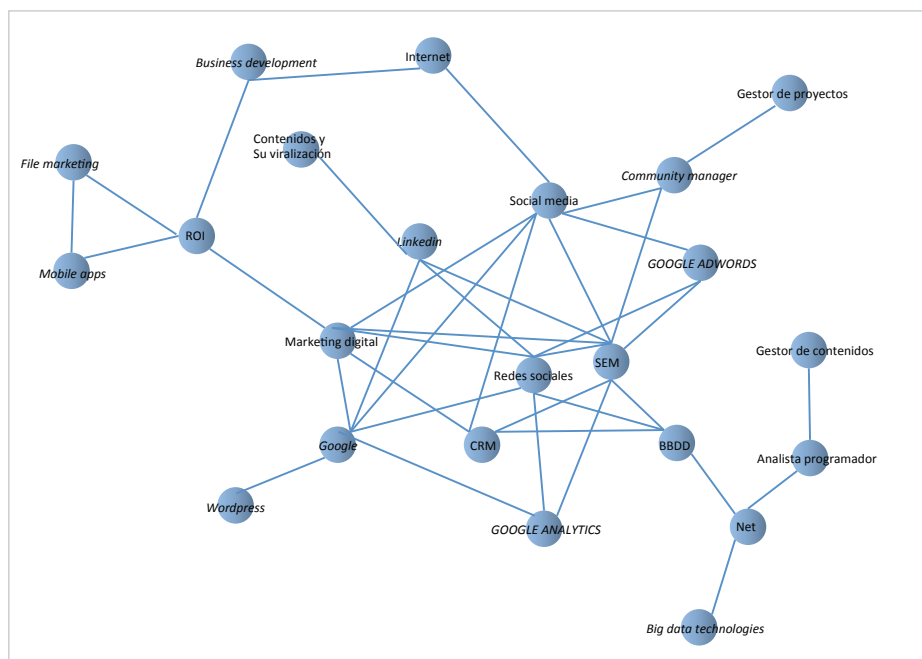 Internet
Business development
Gestor de proyectos
Contenidos y
Su viralización
File marketing
Community manager
Social media
ROI
Linkedin
GOOGLE ADWORDS
Mobile apps
Marketing digital
Gestor de contenidos
SEM
Redes sociales
Google
CRM
BBDD
Analista programador
Wordpress
GOOGLE ANALYTICS
Net
Big data technologies